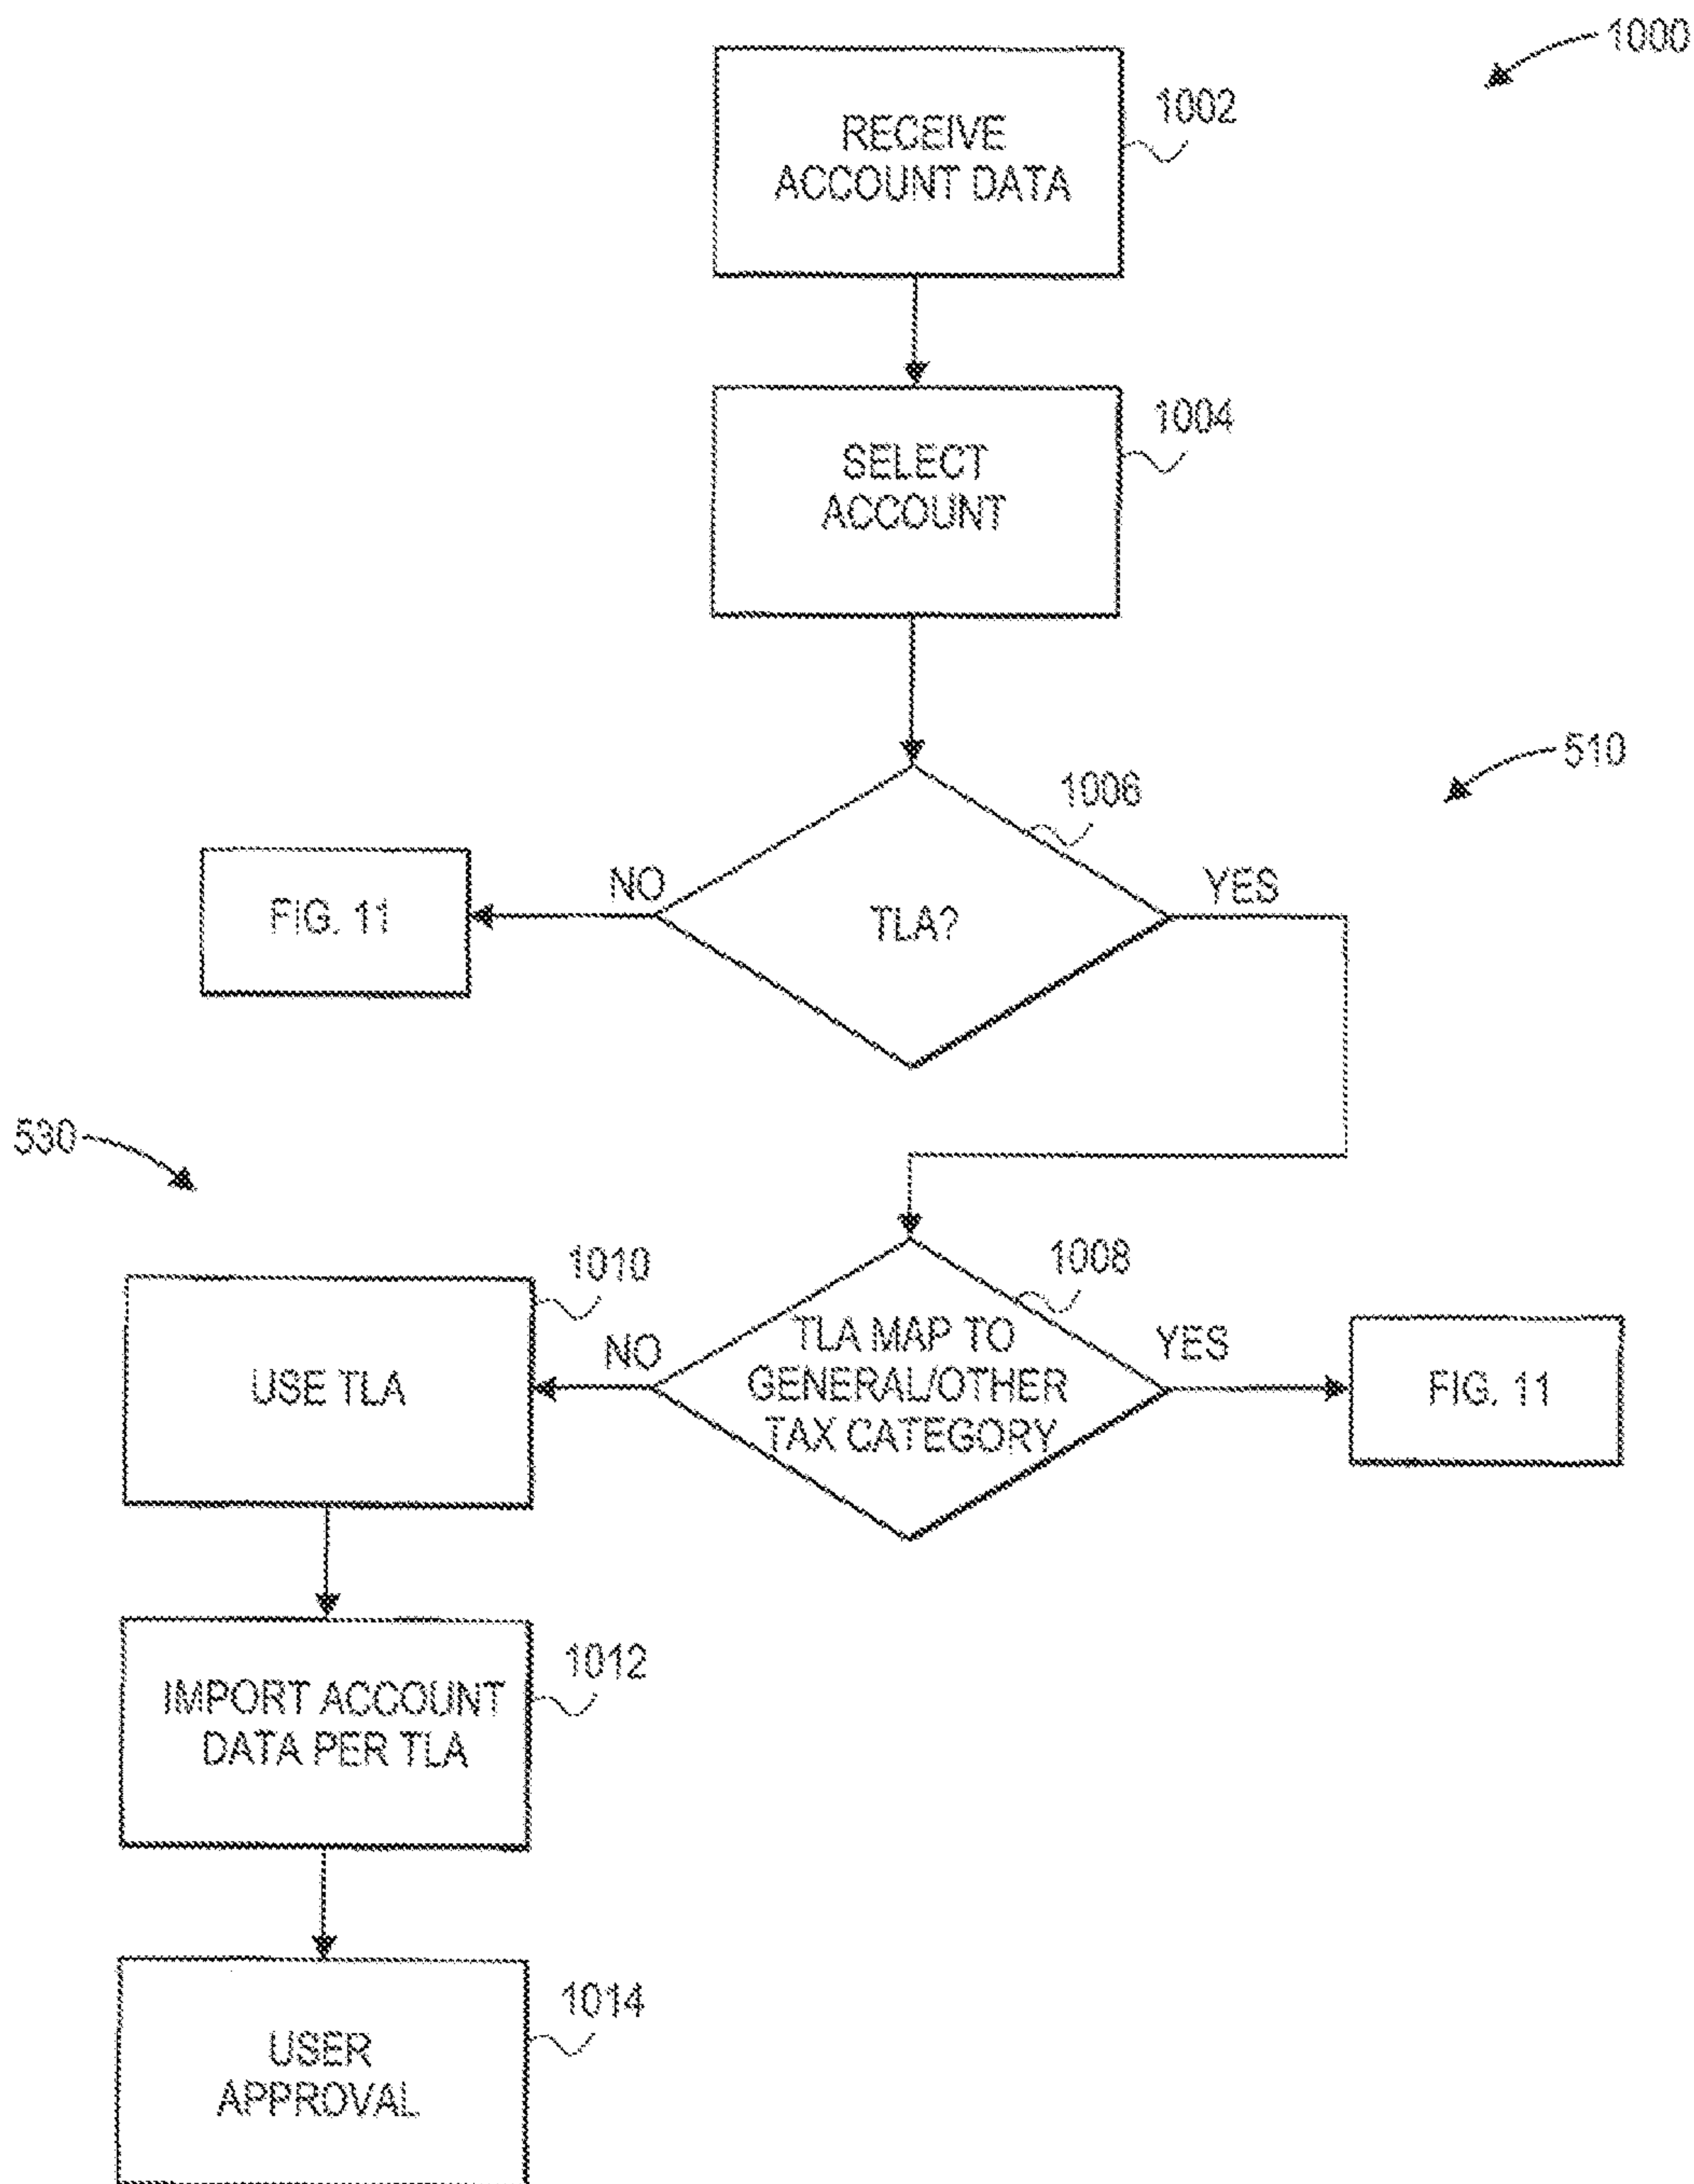 1000
1002
RECEIVE
ACCOUNT DATA
1004
SELECT
ACCOUNT
510
1006
NO
YES
FIG. 11
TLA?
530
1008
1010
TLA MAP TO
GENERAL/OTHER
TAX CATEGORY
NO
YES
USE TLA
FIG. 11
1012
IMPORT ACCOUNT
DATA PER TLA
1014
USER
APPROVAL